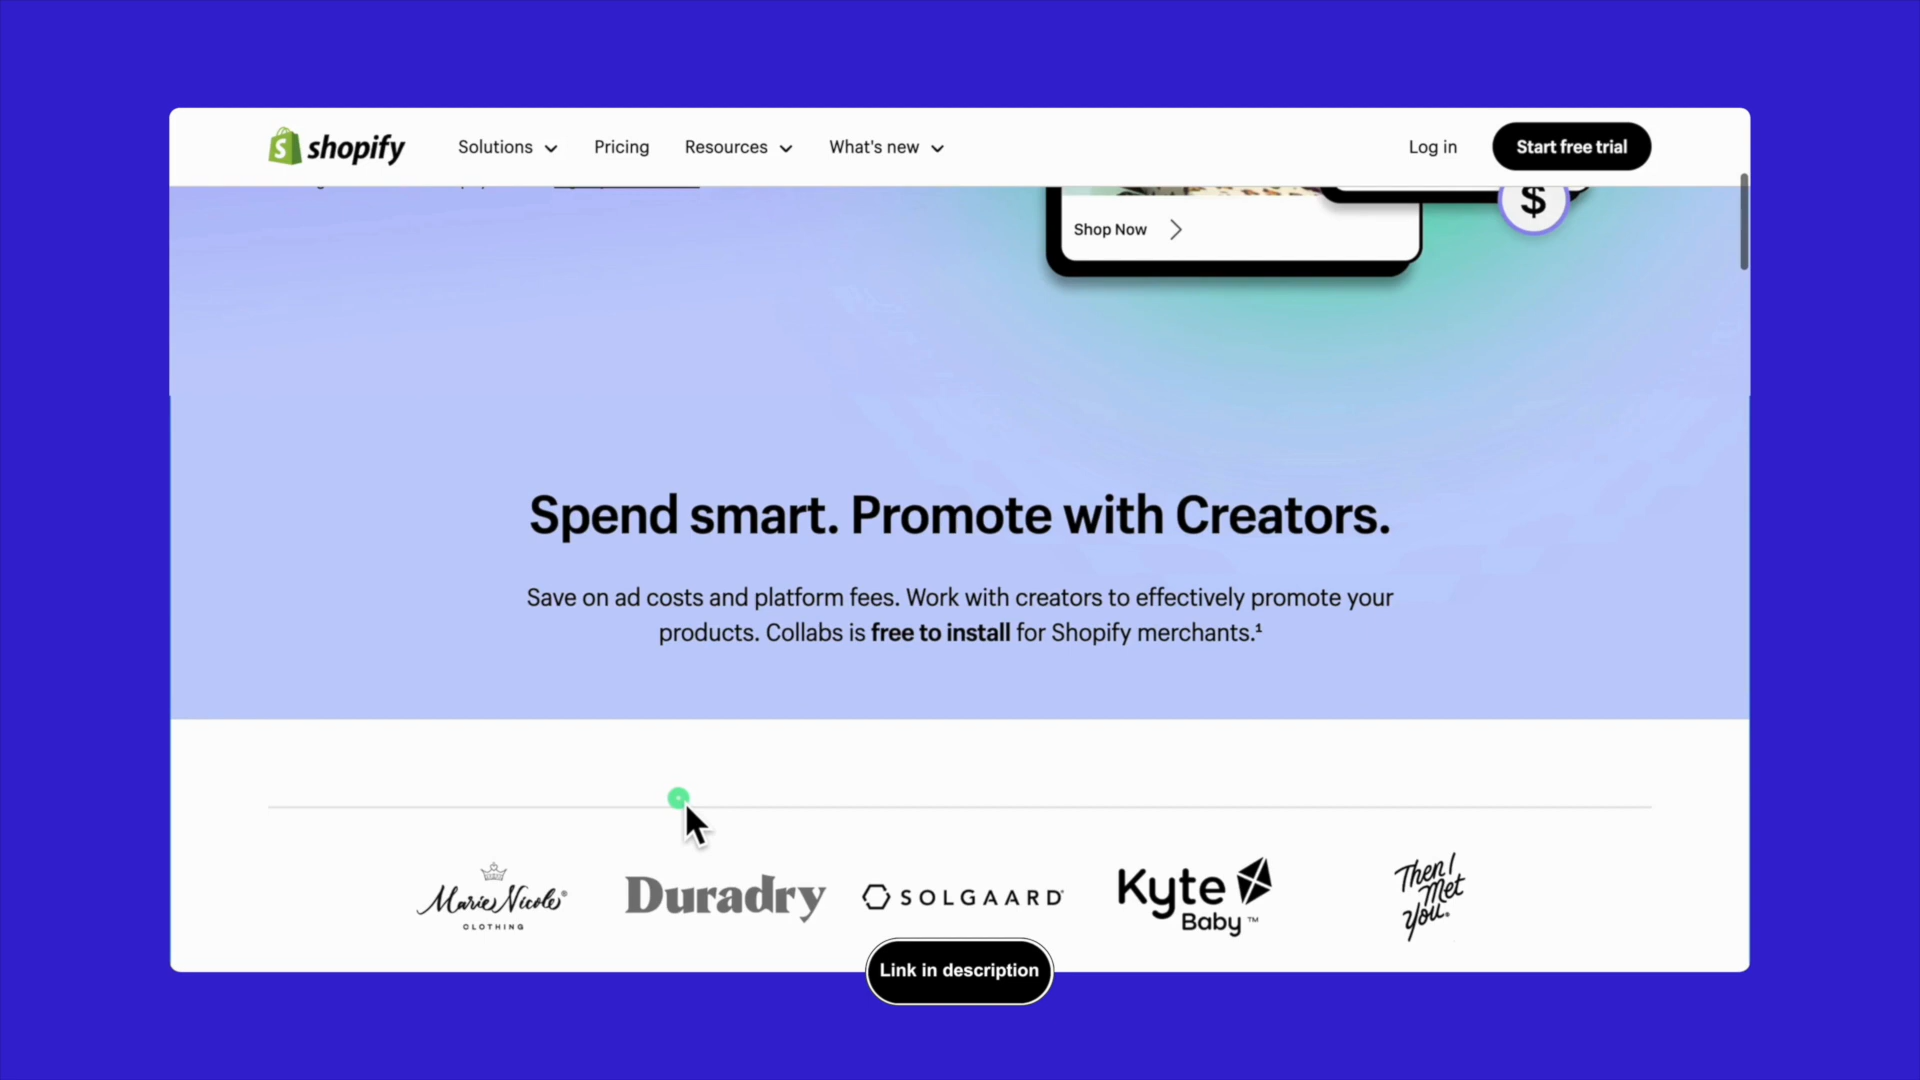 shopify
Solutions
Pricing
Resources
What's new
Log in
Start free trial
$
Shop Now
Spend smart. Promote with Creators.
Save on ad costs and platform fees. Work with creators to effectively promote your
products. Collabs is free to install for Shopify merchants.¹
Marie Nicole®
CLOTHING
Duradry
SOLGAARD
Kyte
Baby™
Then I
Met
You.
Link in description